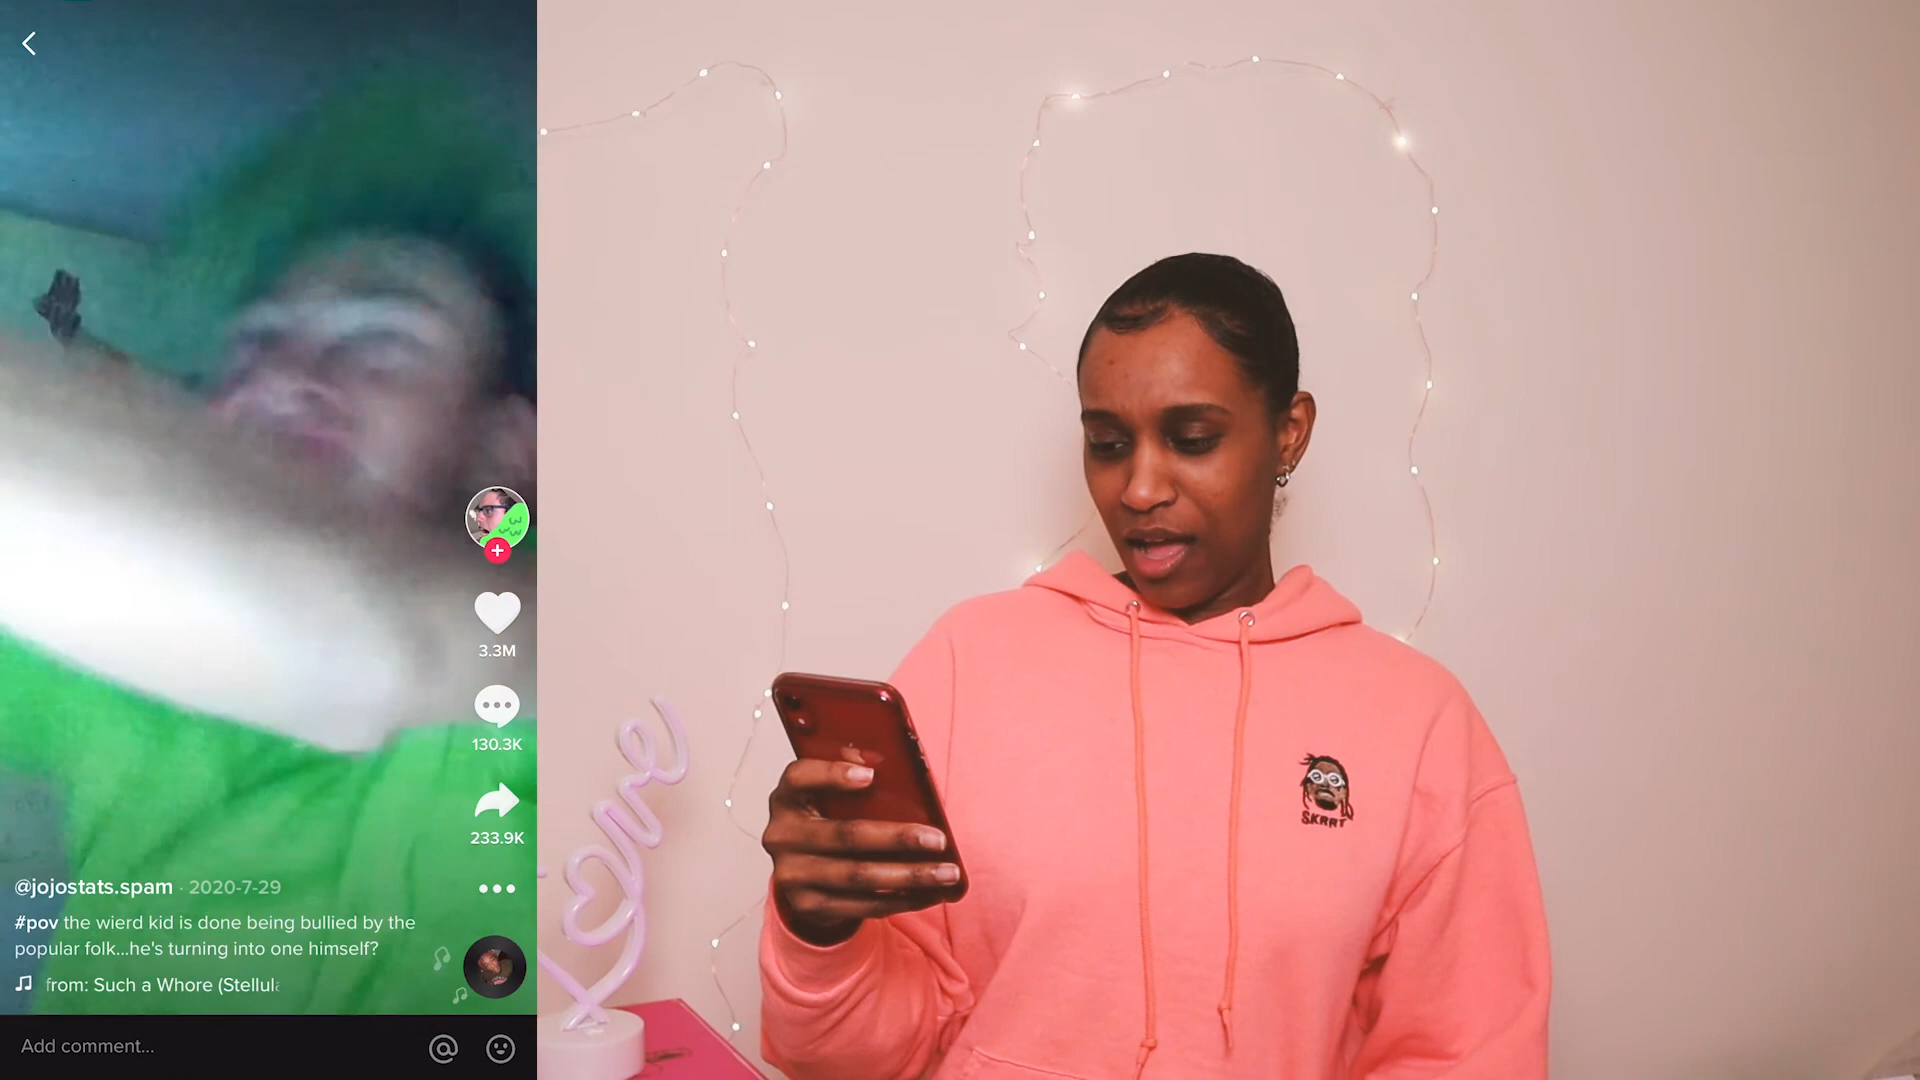 3.3M
130.3K
233.9K
@jojostats.spam · 2020-7-29
#pov the wierd kid is done being bullied by the
popular folk...he's turning into one himself?
from: Such a Whore (Stellul
Add comment...
love
SKRRT